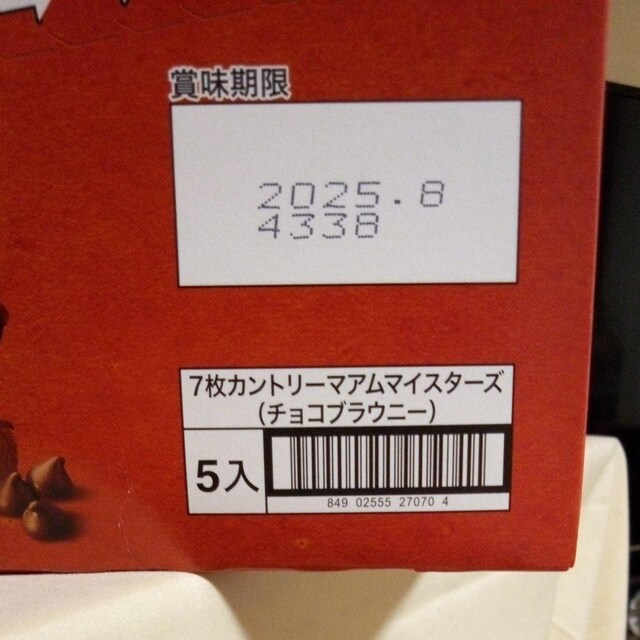 賞味期限
2025.8
4338
7枚カントリーマアムマイスターズ
(チョコブラウニー)
5入
849 02555 27070 4